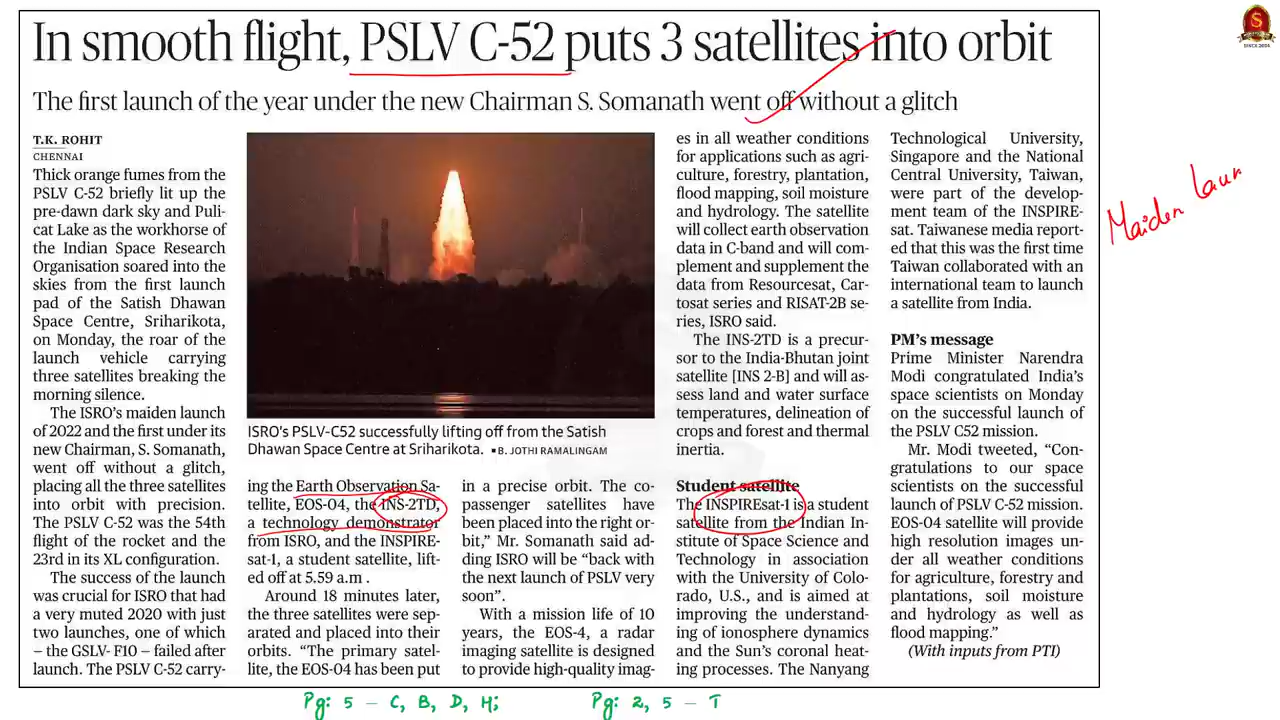 In smooth flight, PSLV C-52 puts 3 satellites into orbit
The first launch of the year under the new Chairman S. Somanath went off without a glitch
T.K. ROHIT
CHENNAI
Thick orange fumes from the
PSLV C-52 briefly lit up the
pre-dawn dark sky and Puli-
cat Lake as the workhorse of
the Indian Space Research
Organisation soared into the
skies from the first launch
pad of the Satish Dhawan
Space Centre, Sriharikota,
on Monday, the roar of the
launch vehicle carrying
three satellites breaking the
morning silence.
The ISRO's maiden launch
of 2022 and the first under its
new Chairman, S. Somanath,
went off without a glitch,
placing all the three satellites
into orbit with precision.
The PSLV C-52 was the 54th
flight of the rocket and the
23rd in its XL configuration.
The success of the launch
was crucial for ISRO that had
a very muted 2020 with just
two launches, one of which
– the GSLV- F10 – failed after
launch. The PSLV C-52 carry-
ISRO's PSLV-C52 successfully lifting off from the Satish
Dhawan Space Centre at Sriharikota. ▪B. JOTHI RAMALINGAM
ing the Earth Observation Sa-
tellite, EOS-04, the INS-2TD,
a technology demonstrator
from ISRO, and the INSPIRE-
sat-1, a student satellite, lift-
ed off at 5.59 a.m .
Around 18 minutes later,
the three satellites were sep-
arated and placed into their
orbits. “The primary satel-
lite, the EOS-04 has been put
in a precise orbit. The co-
passenger satellites have
been placed into the right or-
bit,” Mr. Somanath said ad-
ding ISRO will be “back with
the next launch of PSLV very
soon”.
With a mission life of 10
years, the EOS-4, a radar
imaging satellite is designed
to provide high-quality imag-
es in all weather conditions
for applications such as agri-
culture, forestry, plantation,
flood mapping, soil moisture
and hydrology. The satellite
will collect earth observation
data in C-band and will com-
plement and supplement the
data from Resourcesat, Car-
tosat series and RISAT-2B se-
ries, ISRO said.
The INS-2TD is a precur-
sor to the India-Bhutan joint
satellite [INS 2-B] and will as-
sess land and water surface
temperatures, delineation of
crops and forest and thermal
inertia.
Student satellite
The INSPIREsat-1 is a student
satellite from the Indian In-
stitute of Space Science and
Technology in association
with the University of Colo-
rado, U.S., and is aimed at
improving the understand-
ing of ionosphere dynamics
and the Sun's coronal heat-
ing processes. The Nanyang
Technological University,
Singapore and the National
Central University, Taiwan,
were part of the develop-
ment team of the INSPIRE-
sat. Taiwanese media report-
ed that this was the first time
Taiwan collaborated with an
international team to launch
a satellite from India.
PM's message
Prime Minister Narendra
Modi congratulated India's
space scientists on Monday
on the successful launch of
the PSLV C52 mission.
Mr. Modi tweeted, “Con-
gratulations to our space
scientists on the successful
launch of PSLV C-52 mission.
EOS-04 satellite will provide
high resolution images un-
der all weather conditions
for agriculture, forestry and
plantations, soil moisture
and hydrology as well as
flood mapping.”
(With inputs from PTI)
Maiden Laun
Pg: 5 – C, B, D, H; Pg: 2, 5 – T
SINCE 2004